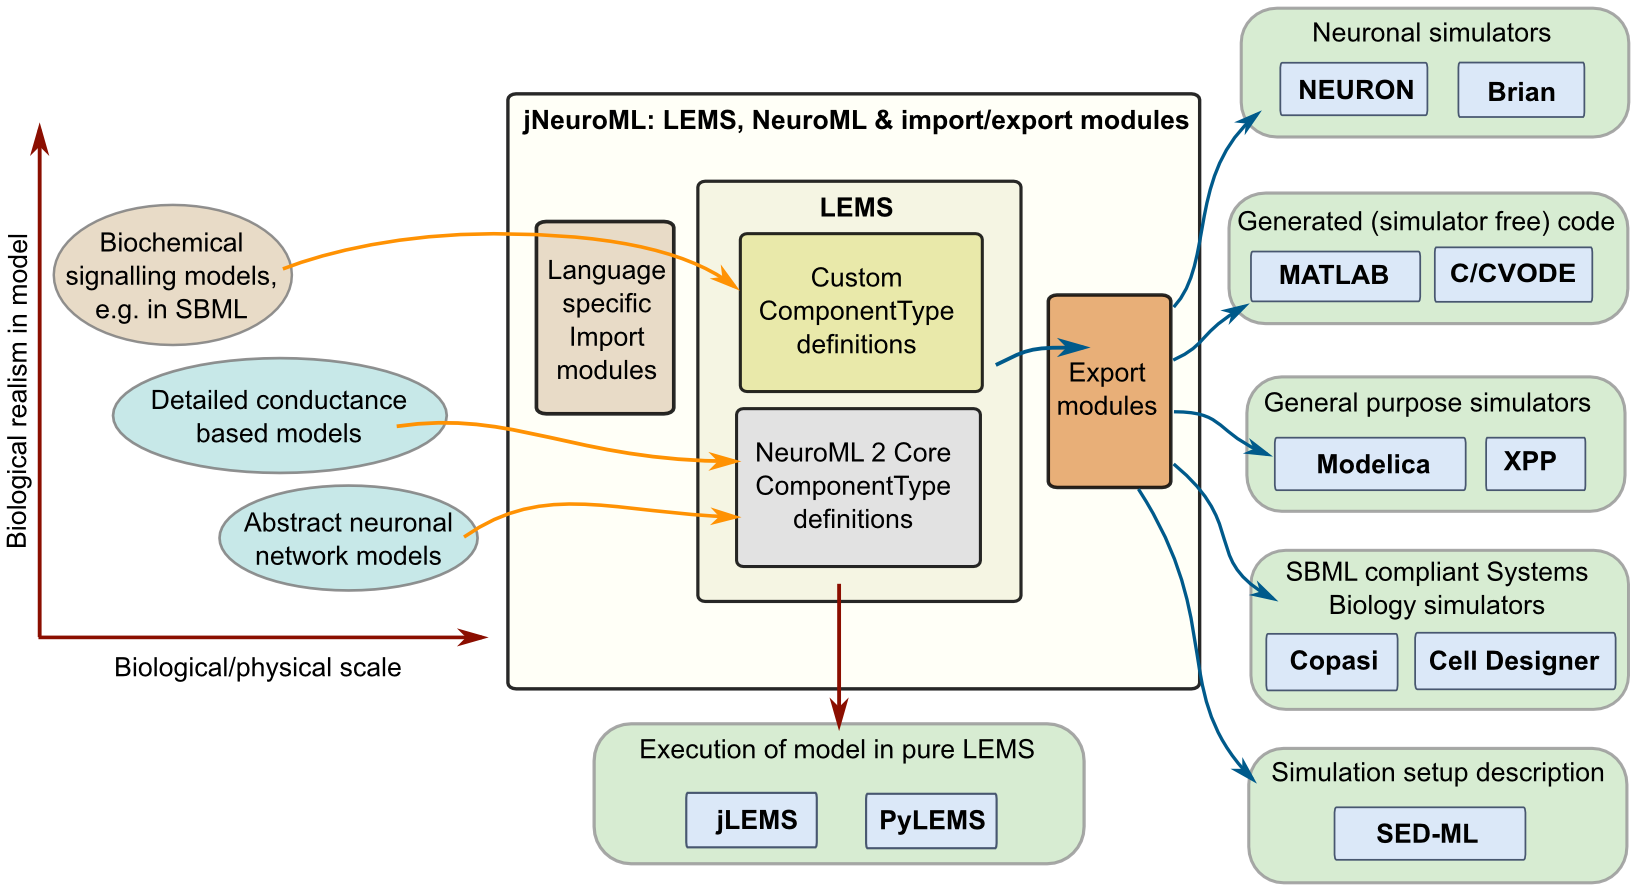 Biological realism in model
Biological/physical scale
Biochemical
signalling models,
e.g. in SBML
Detailed conductance
based models
Abstract neuronal
network models
jNeuroML: LEMS, NeuroML & import/export modules
Language
specific
Import
modules
LEMS
Custom
ComponentType
definitions
NeuroML 2 Core
ComponentType
definitions
Export
modules
Execution of model in pure LEMS
jLEMS
PyLEMS
Neuronal simulators
NEURON
Brian
Generated (simulator free) code
MATLAB
C/CVODE
General purpose simulators
Modelica
XPP
SBML compliant Systems
Biology simulators
Copasi
Cell Designer
Simulation setup description
SED-ML